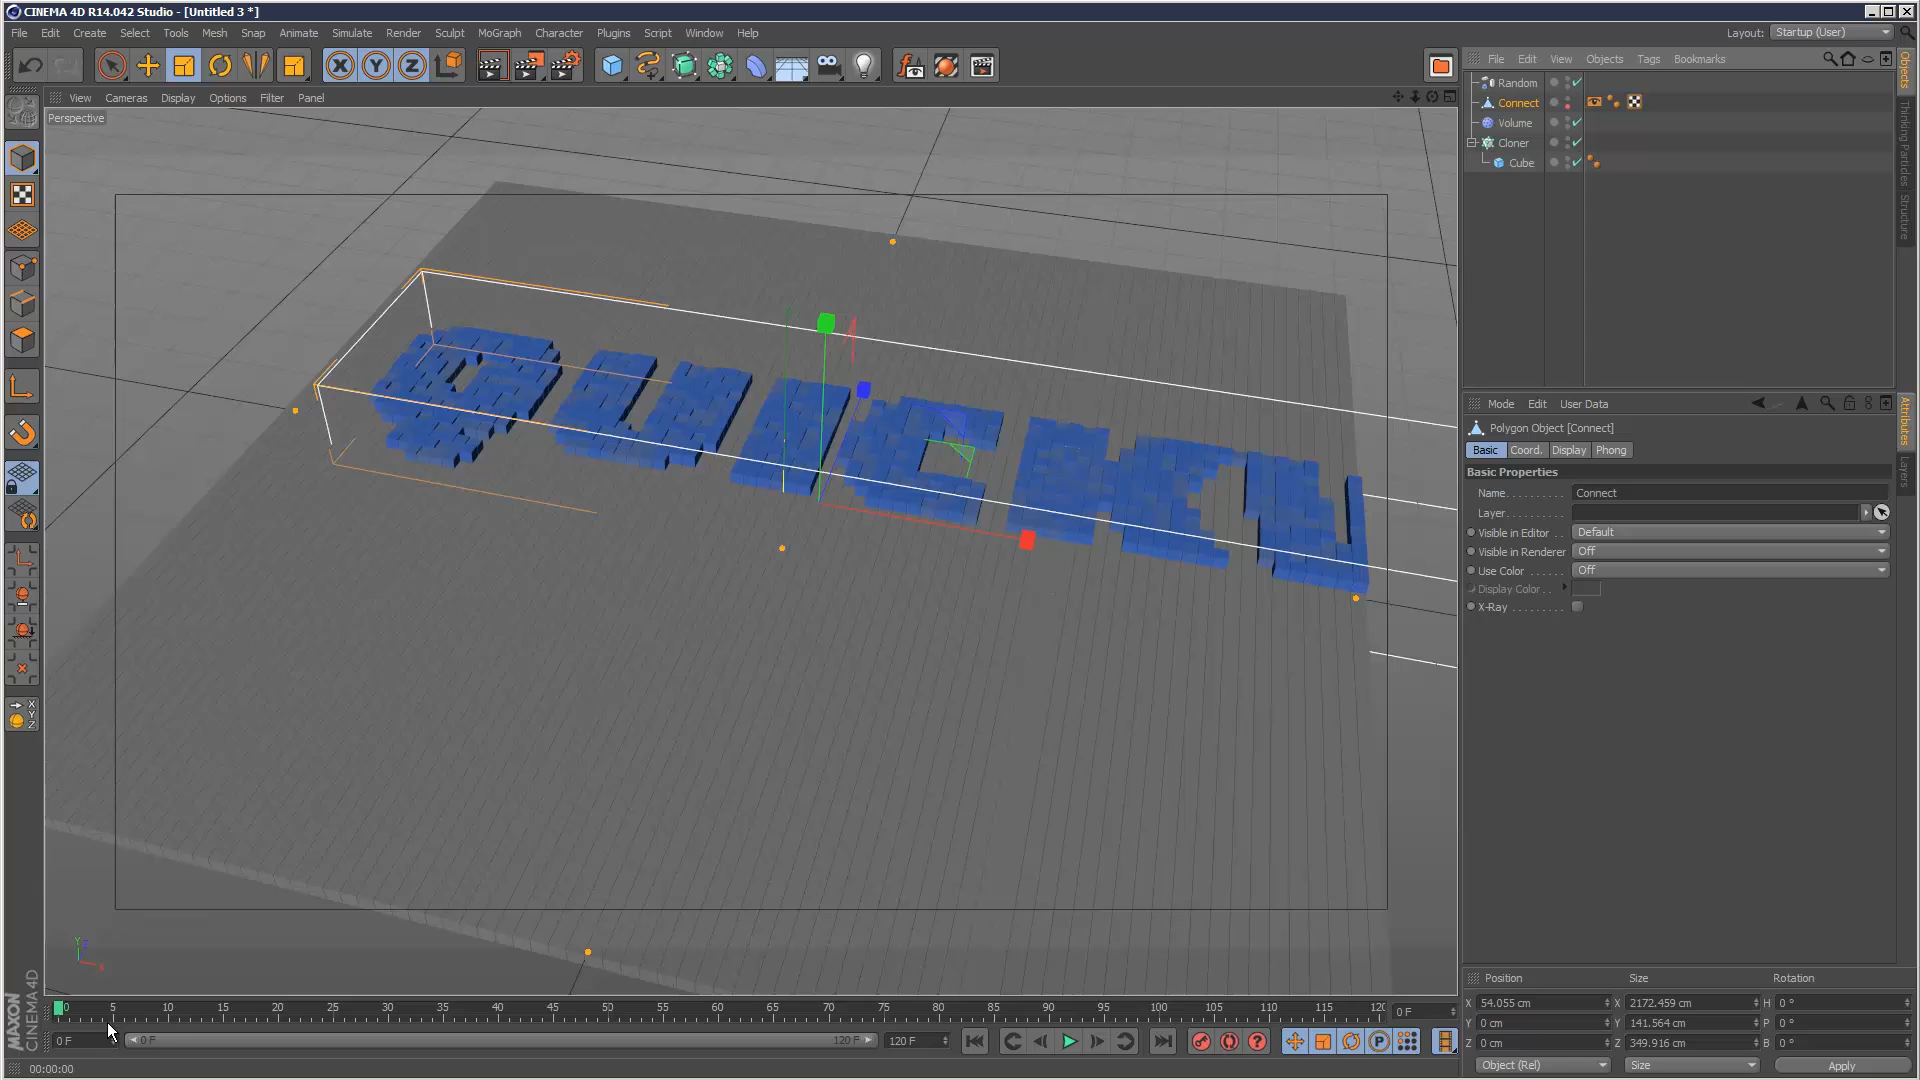 CINEMA 4D R14.042 Studio - [Untitled 3 *]
File Edit Create Select Tools Mesh Snap Animate Simulate Render Sculpt MoGraph Character Plugins Script Window Help
Layout: Startup (User)
X Y Z
View Cameras Display Options Filter Panel
File Edit View Objects Tags Bookmarks
Perspective
Random
Connect
Volume
Cloner
Cube
Objects
Thinking Particles
Structure
Mode Edit User Data
Polygon Object [Connect]
Basic Coord. Display Phong
Basic Properties
Name Connect
Layer
Visible in Editor Default
Visible in Renderer Off
Use Color Off
Display Color
X-Ray
Attributes
Layers
X
Y
Z
Y Z
X
MAXON
CINEMA 4D
0 5 10 15 20 25 30 35 40 45 50 55 60 65 70 75 80 85 90 95 100 105 110 115 120 0 F
0 F 0 F 120 F 120 F
P
Position Size Rotation
X 54.055 cm X 2172.459 cm H 0 °
Y 0 cm Y 141.564 cm P 0 °
Z 0 cm Z 349.916 cm B 0 °
Object (Rel) Size Apply
00:00:00